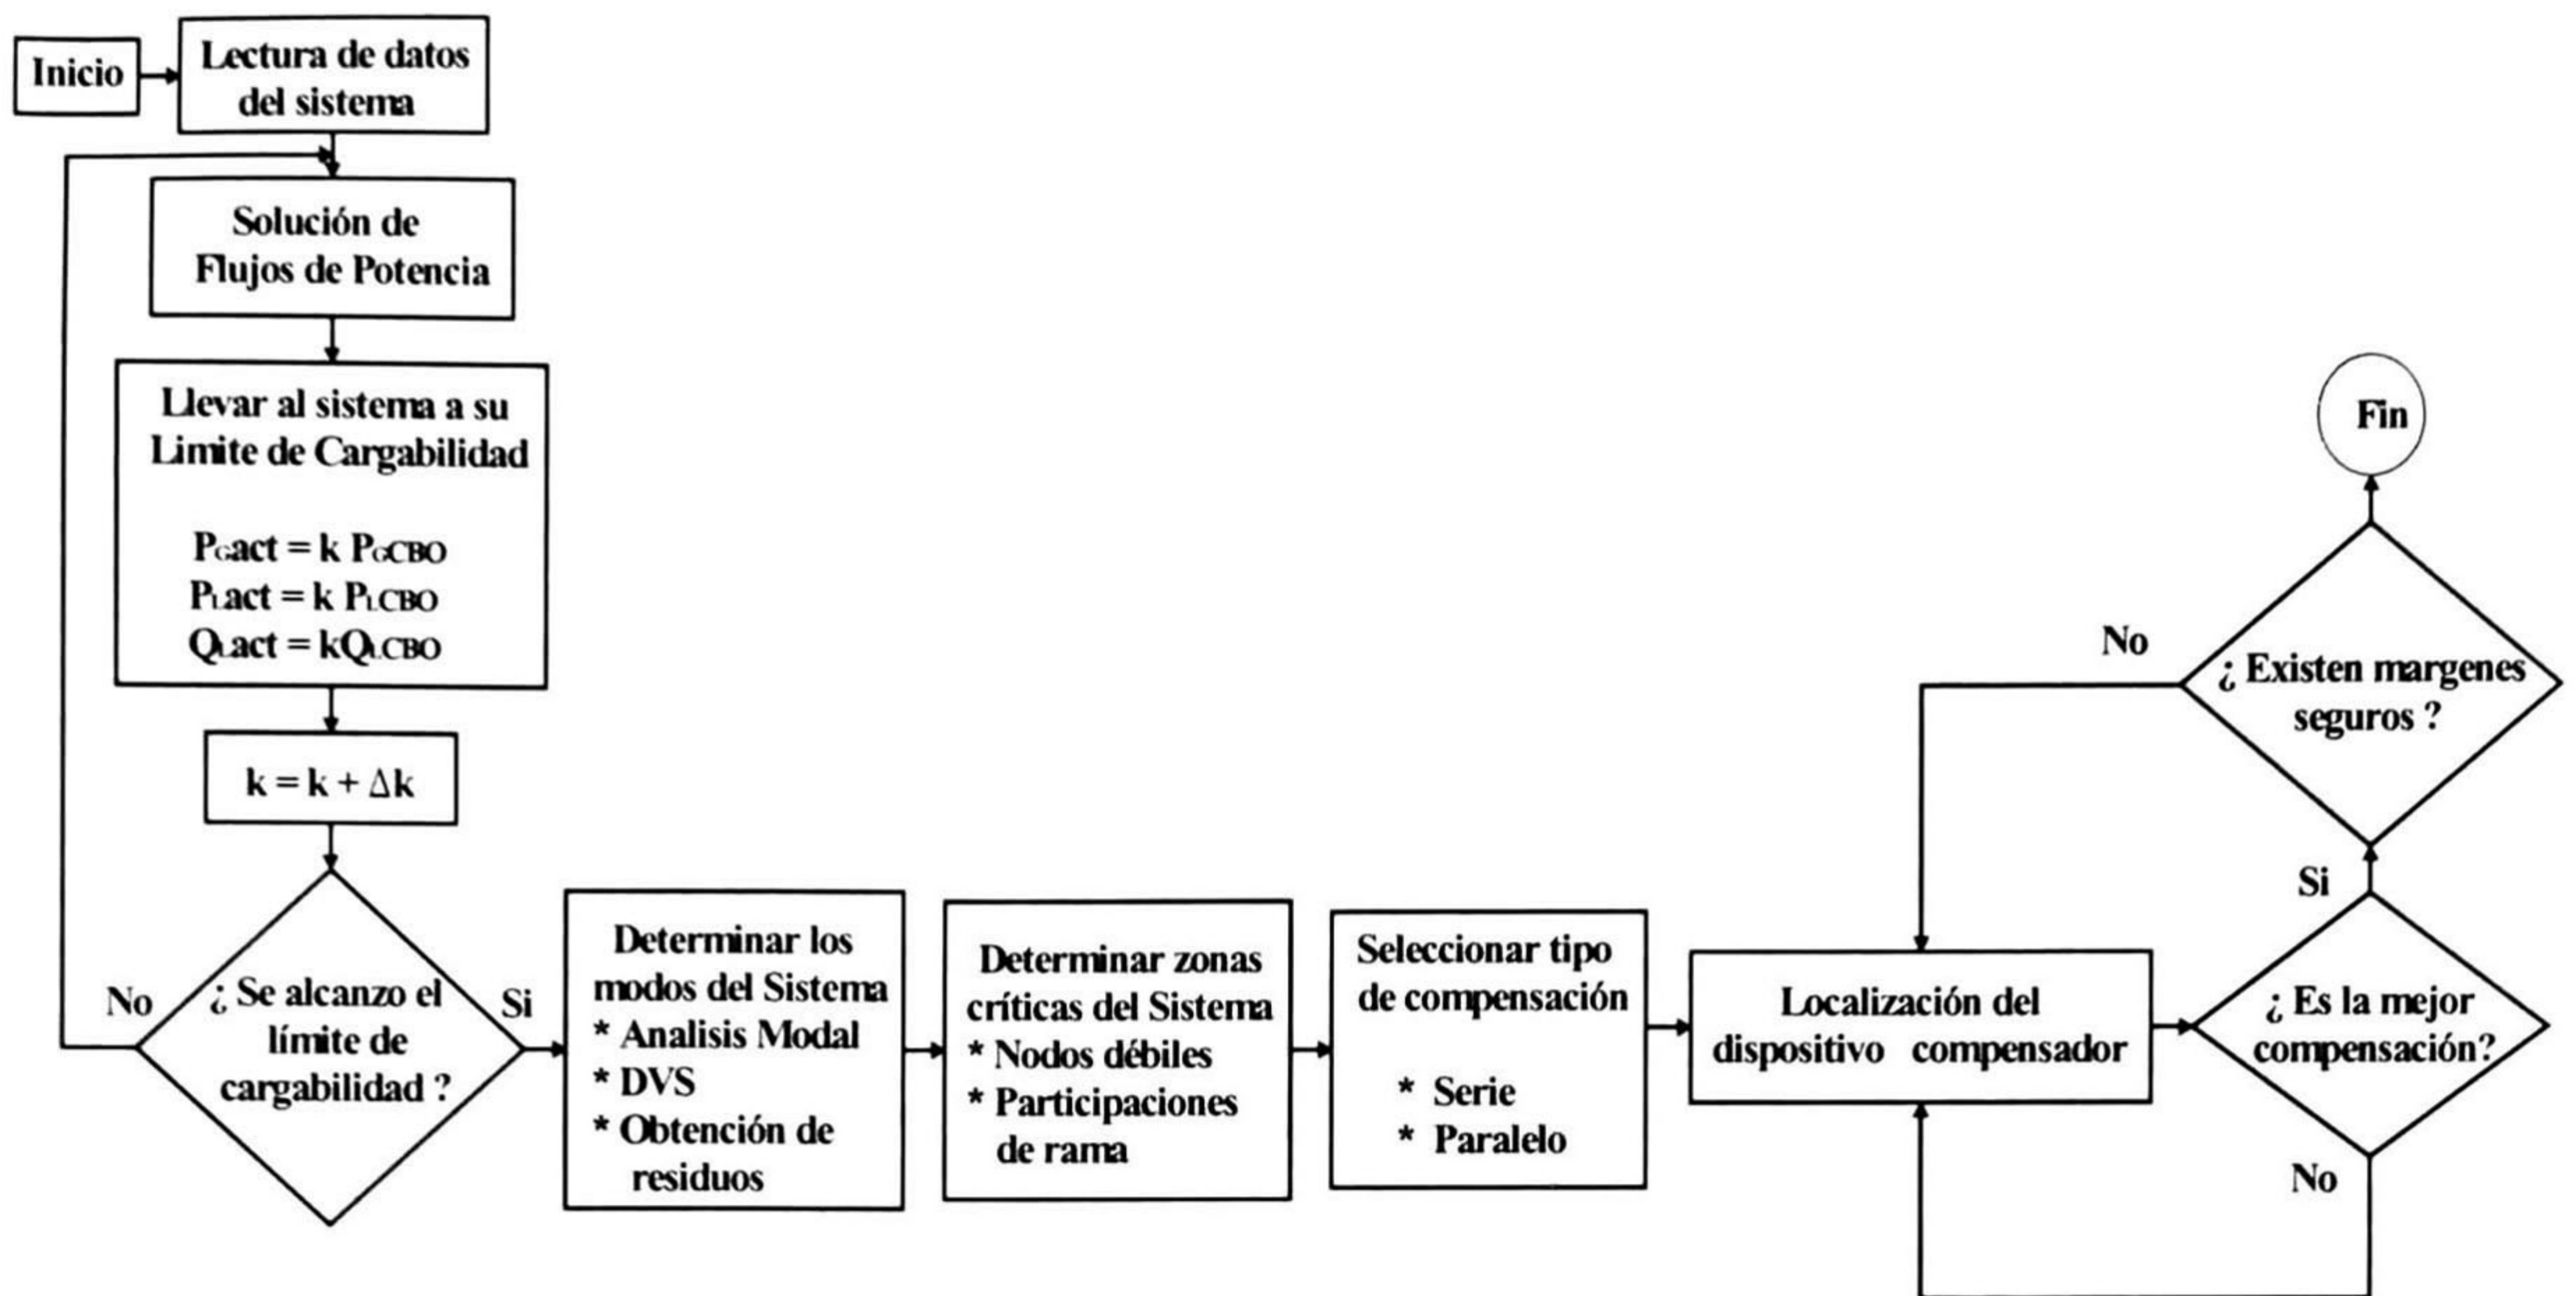 Inicio
Lectura de datos
del sistema
Solución de
Flujos de Potencia
Llevar al sistema a su
Limite de Cargabilidad
PGact = k PGCBO
PLact = k PLCBO
QLact = kQLCBO
k = k + Δk
¿ Se alcanzo el
límite de
cargabilidad ?
No
Si
Determinar los
modos del Sistema
* Analisis Modal
* DVS
* Obtención de
residuos
Determinar zonas
críticas del Sistema
* Nodos débiles
* Participaciones
de rama
Seleccionar tipo
de compensación
* Serie
* Paralelo
Localización del
dispositivo compensador
¿ Es la mejor
compensación?
No
Si
¿ Existen margenes
seguros ?
No
Fin